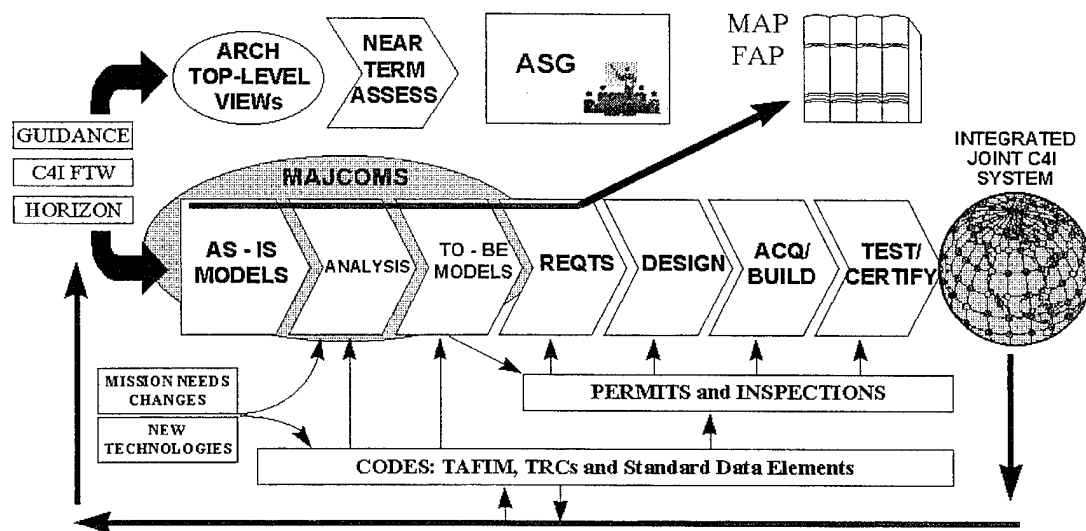 ARCH
TOP-LEVEL
VIEWs
NEAR
TERM
ASSESS
ASG
MAP
FAP
GUIDANCE
C4I FTW
HORIZON
INTEGRATED
JOINT C4I
SYSTEM
MAJCOMS
AS - IS
MODELS
ANALYSIS
TO - BE
MODELS
REQTS
DESIGN
ACQ/
BUILD
TEST/
CERTIFY
MISSION NEEDS
CHANGES
NEW
TECHNOLOGIES
PERMITS and INSPECTIONS
CODES: TAFIM, TRCs and Standard Data Elements